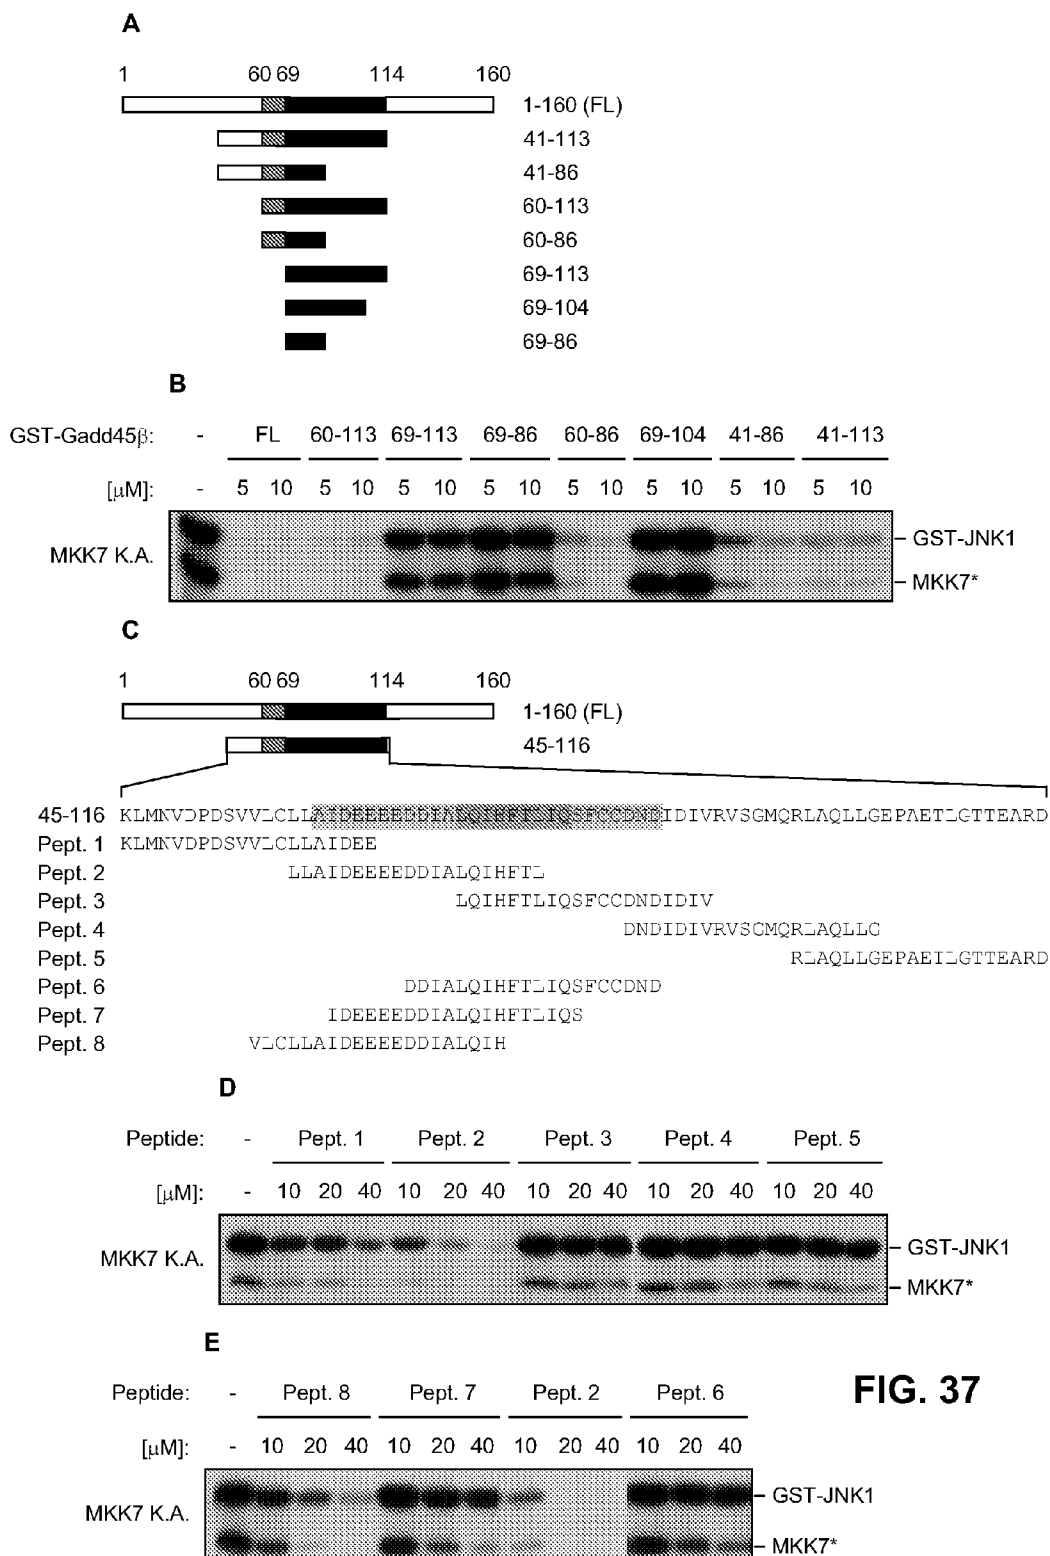 A
1 60 69 114 160
1-160 (FL)
41-113
41-86
60-113
60-86
69-113
69-104
69-86
B
GST-Gadd45β: - FL 60-113 69-113 69-86 60-86 69-104 41-86 41-113
[μM]: - 5 10 5 10 5 10 5 10 5 10 5 10 5 10 5 10
MKK7 K.A.
GST-JNK1
MKK7*
C
1 60 69 114 160
1-160 (FL)
45-116
45-116 KLMNVDPDSVVLCLLAIDEEEEDDIALQIHFTLIQSFCCDNDIDIVRVSGMQRLAQLLGEPAETLGTTEARD
Pept. 1 KLMNVDPDSVVLCLLAIDEE
Pept. 2 LLAIDEEEEDDIALQIHFTL
Pept. 3 LQIHFTLIQSFCCDNDIDIV
Pept. 4 DNDIDIVRVSGMQRLAQLLG
Pept. 5 RLAQLLGEPAETLGTTEARD
Pept. 6 DDIALQIHFTLIQSFCCDND
Pept. 7 IDEEEEDDIALQIHFTLIQS
Pept. 8 VLCLLAIDEEEEDDIALQIH
D
Peptide: - Pept. 1 Pept. 2 Pept. 3 Pept. 4 Pept. 5
[μM]: - 10 20 40 10 20 40 10 20 40 10 20 40 10 20 40
MKK7 K.A.
GST-JNK1
MKK7*
E
Peptide: - Pept. 8 Pept. 7 Pept. 2 Pept. 6
FIG. 37
[μM]: - 10 20 40 10 20 40 10 20 40 10 20 40
MKK7 K.A.
GST-JNK1
MKK7*